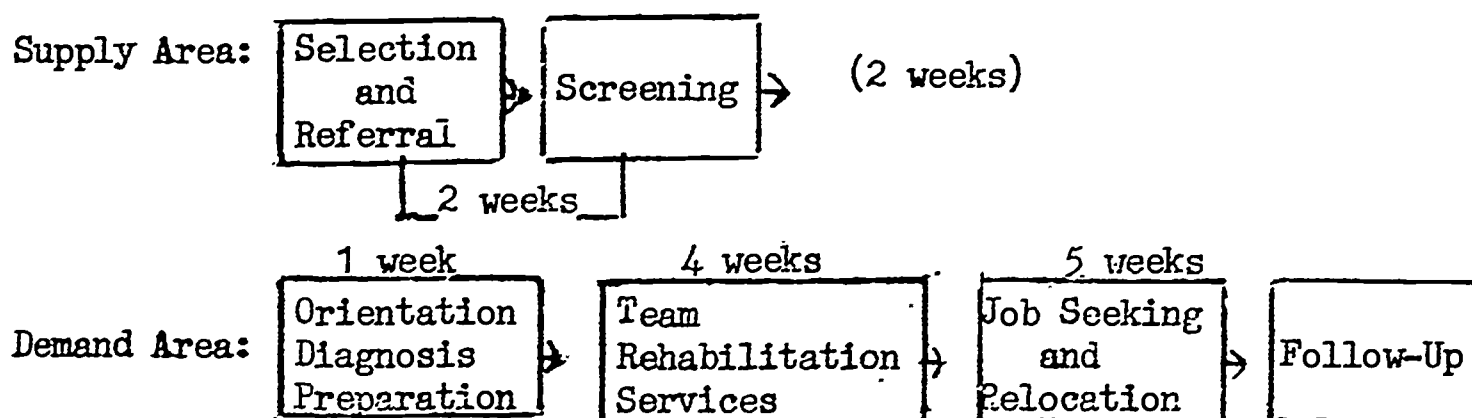 Supply Area:
Selection
and
Referral
Screening
(2 weeks)
2 weeks
Demand Area:
1 week
Orientation
Diagnosis
Preparation
4 weeks
Team
Rehabilitation
Services
5 weeks
Job Seeking
and
Relocation
Follow-Up